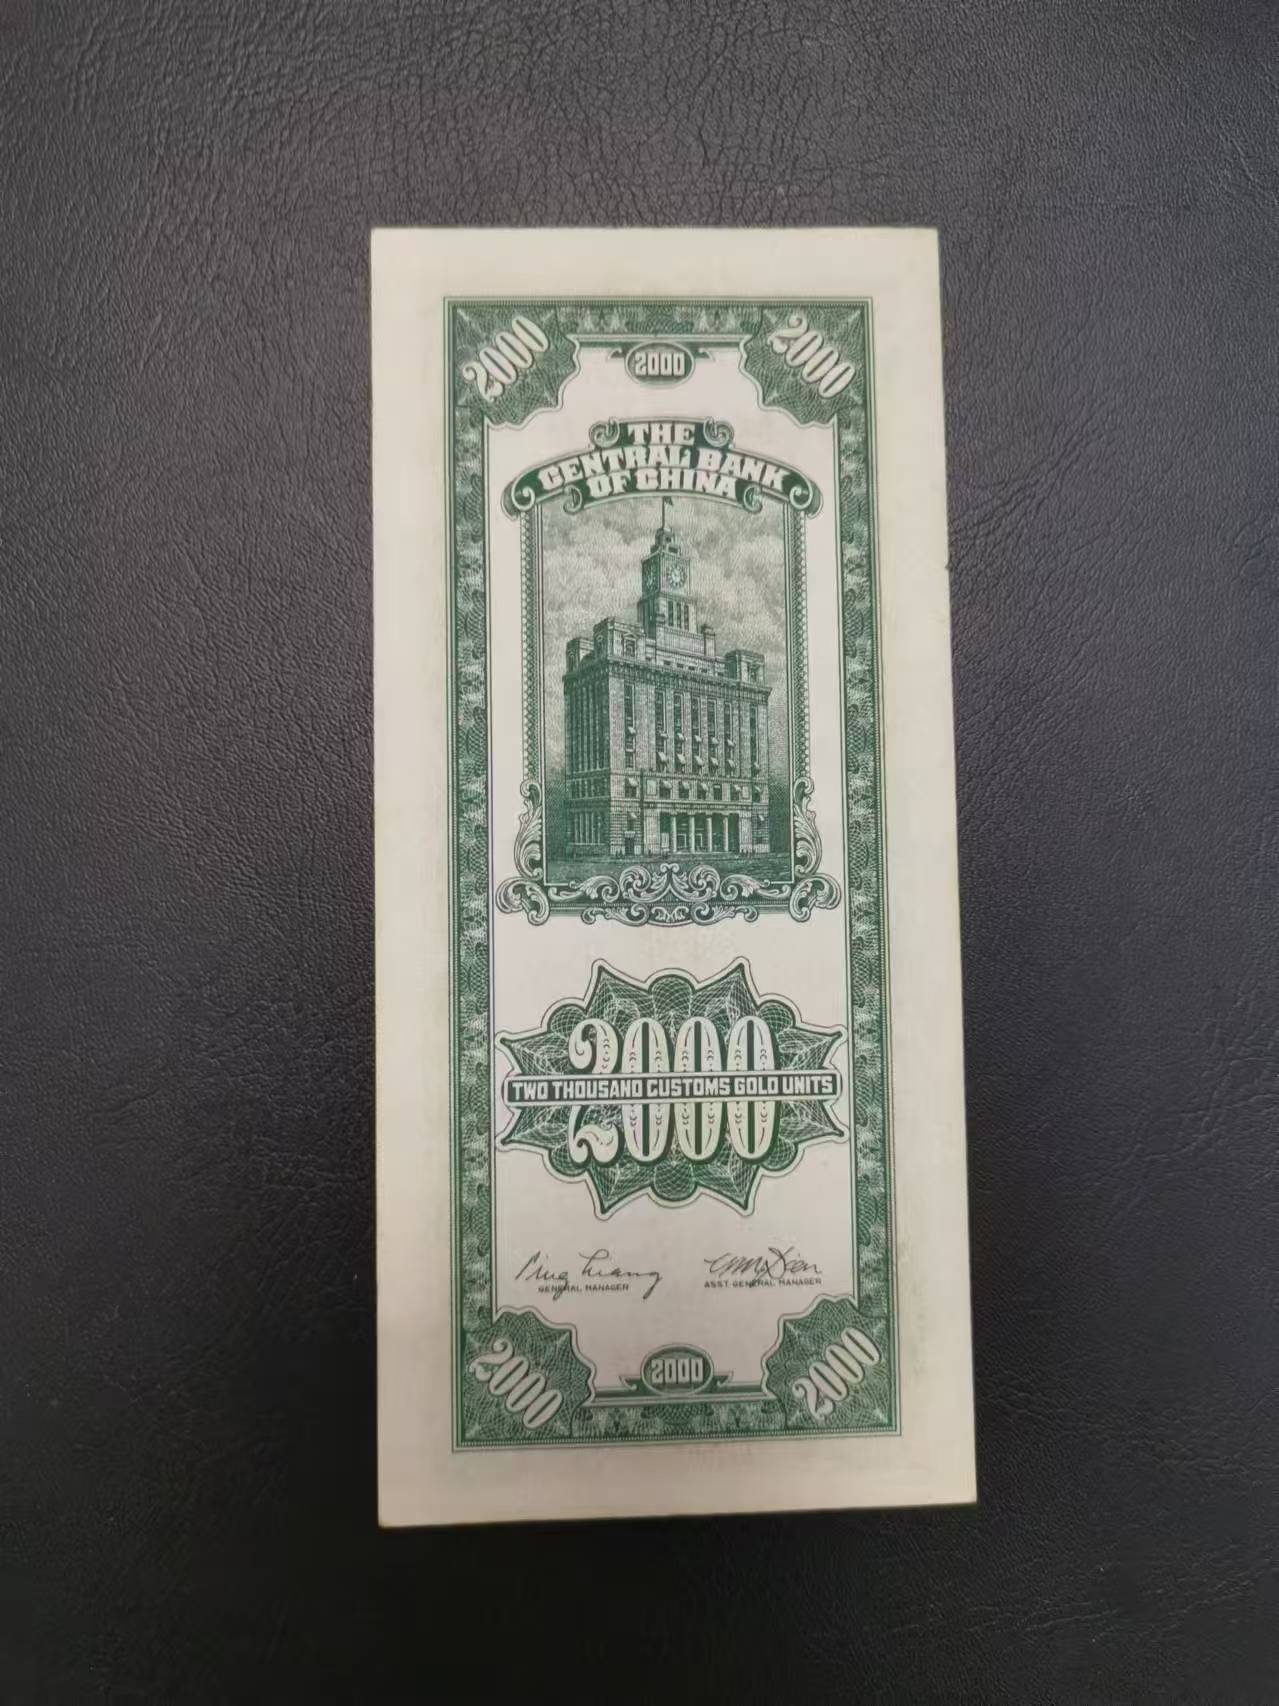 2000 2000 2000
THE
CENTRAL BANK
OF CHINA
2000
TWO THOUSAND CUSTOMS GOLD UNITS
GENERAL MANAGER
ASST. GENERAL MANAGER
2000 2000 2000